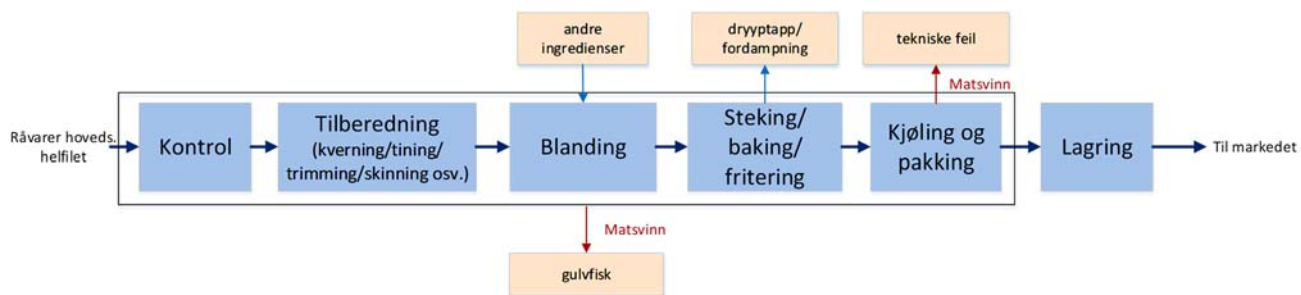 andre
ingredienser
dryyptapp/
fordampning
tekniske feil
Matsvinn
Råvarer hoveds.
helfilet
Kontrol
Tilberedning
(kverning/tining/
trimming/skinning osv.)
Blanding
Steking/
baking/
fritering
Kjøling og
pakking
Lagring
Til markedet
Matsvinn
gulvfisk